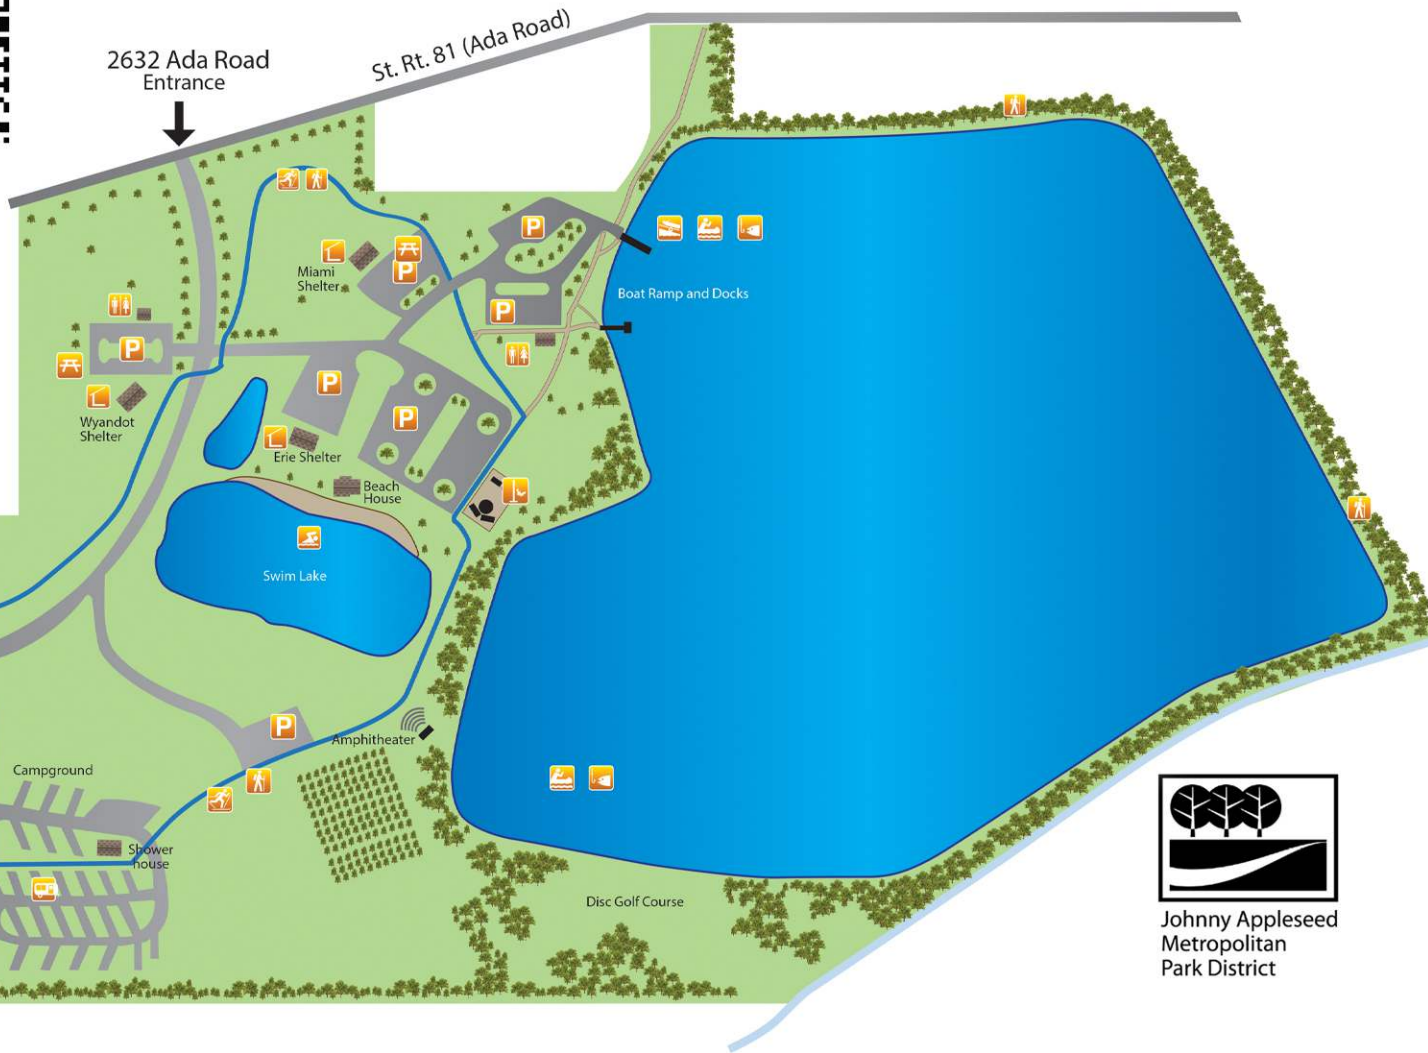 2632 Ada Road
Entrance
St. Rt. 81 (Ada Road)
P
Miami
Shelter
P
Boat Ramp and Docks
P
P
P
P
Wyandot
Shelter
Erie Shelter
Beach
House
Swim Lake
P
Amphitheater
Campground
Shower
house
Disc Golf Course
Johnny Appleseed
Metropolitan
Park District